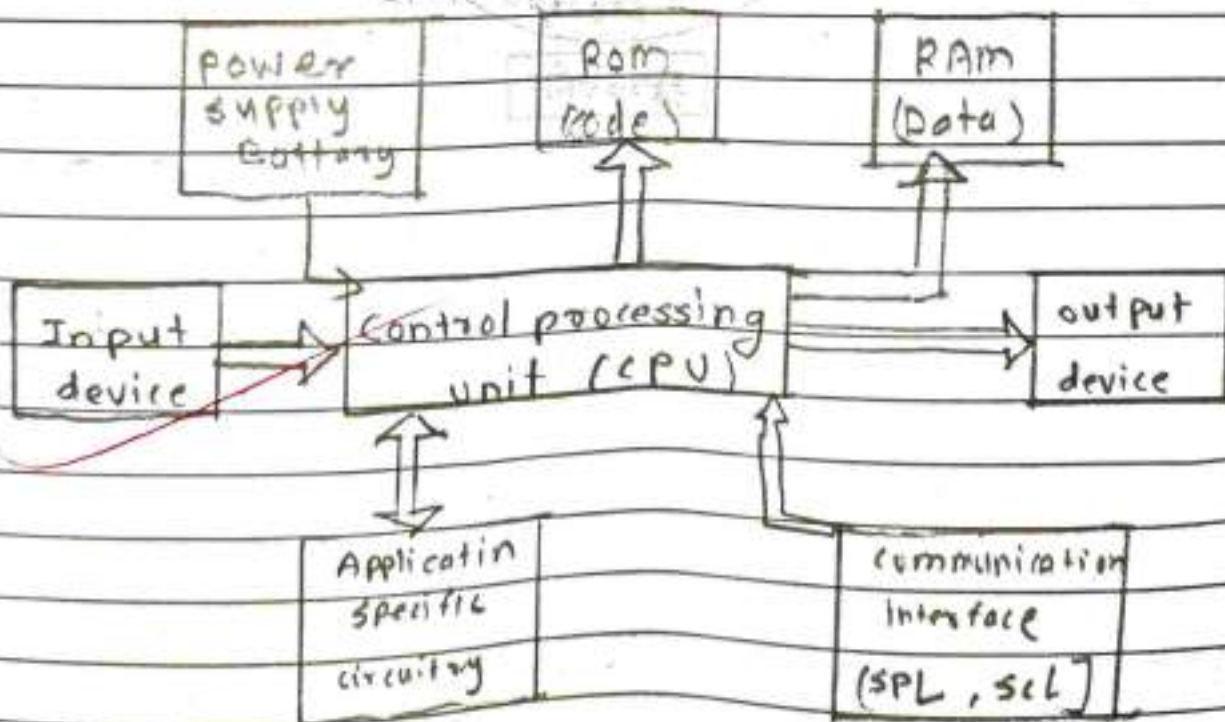 power
supply
Battary
Rom
(code)
RAm
(Data)
Input
device
Control processing
unit (CPU)
output
device
Applicatin
specific
circuitry
communication
Interface
(SPL, SCL]